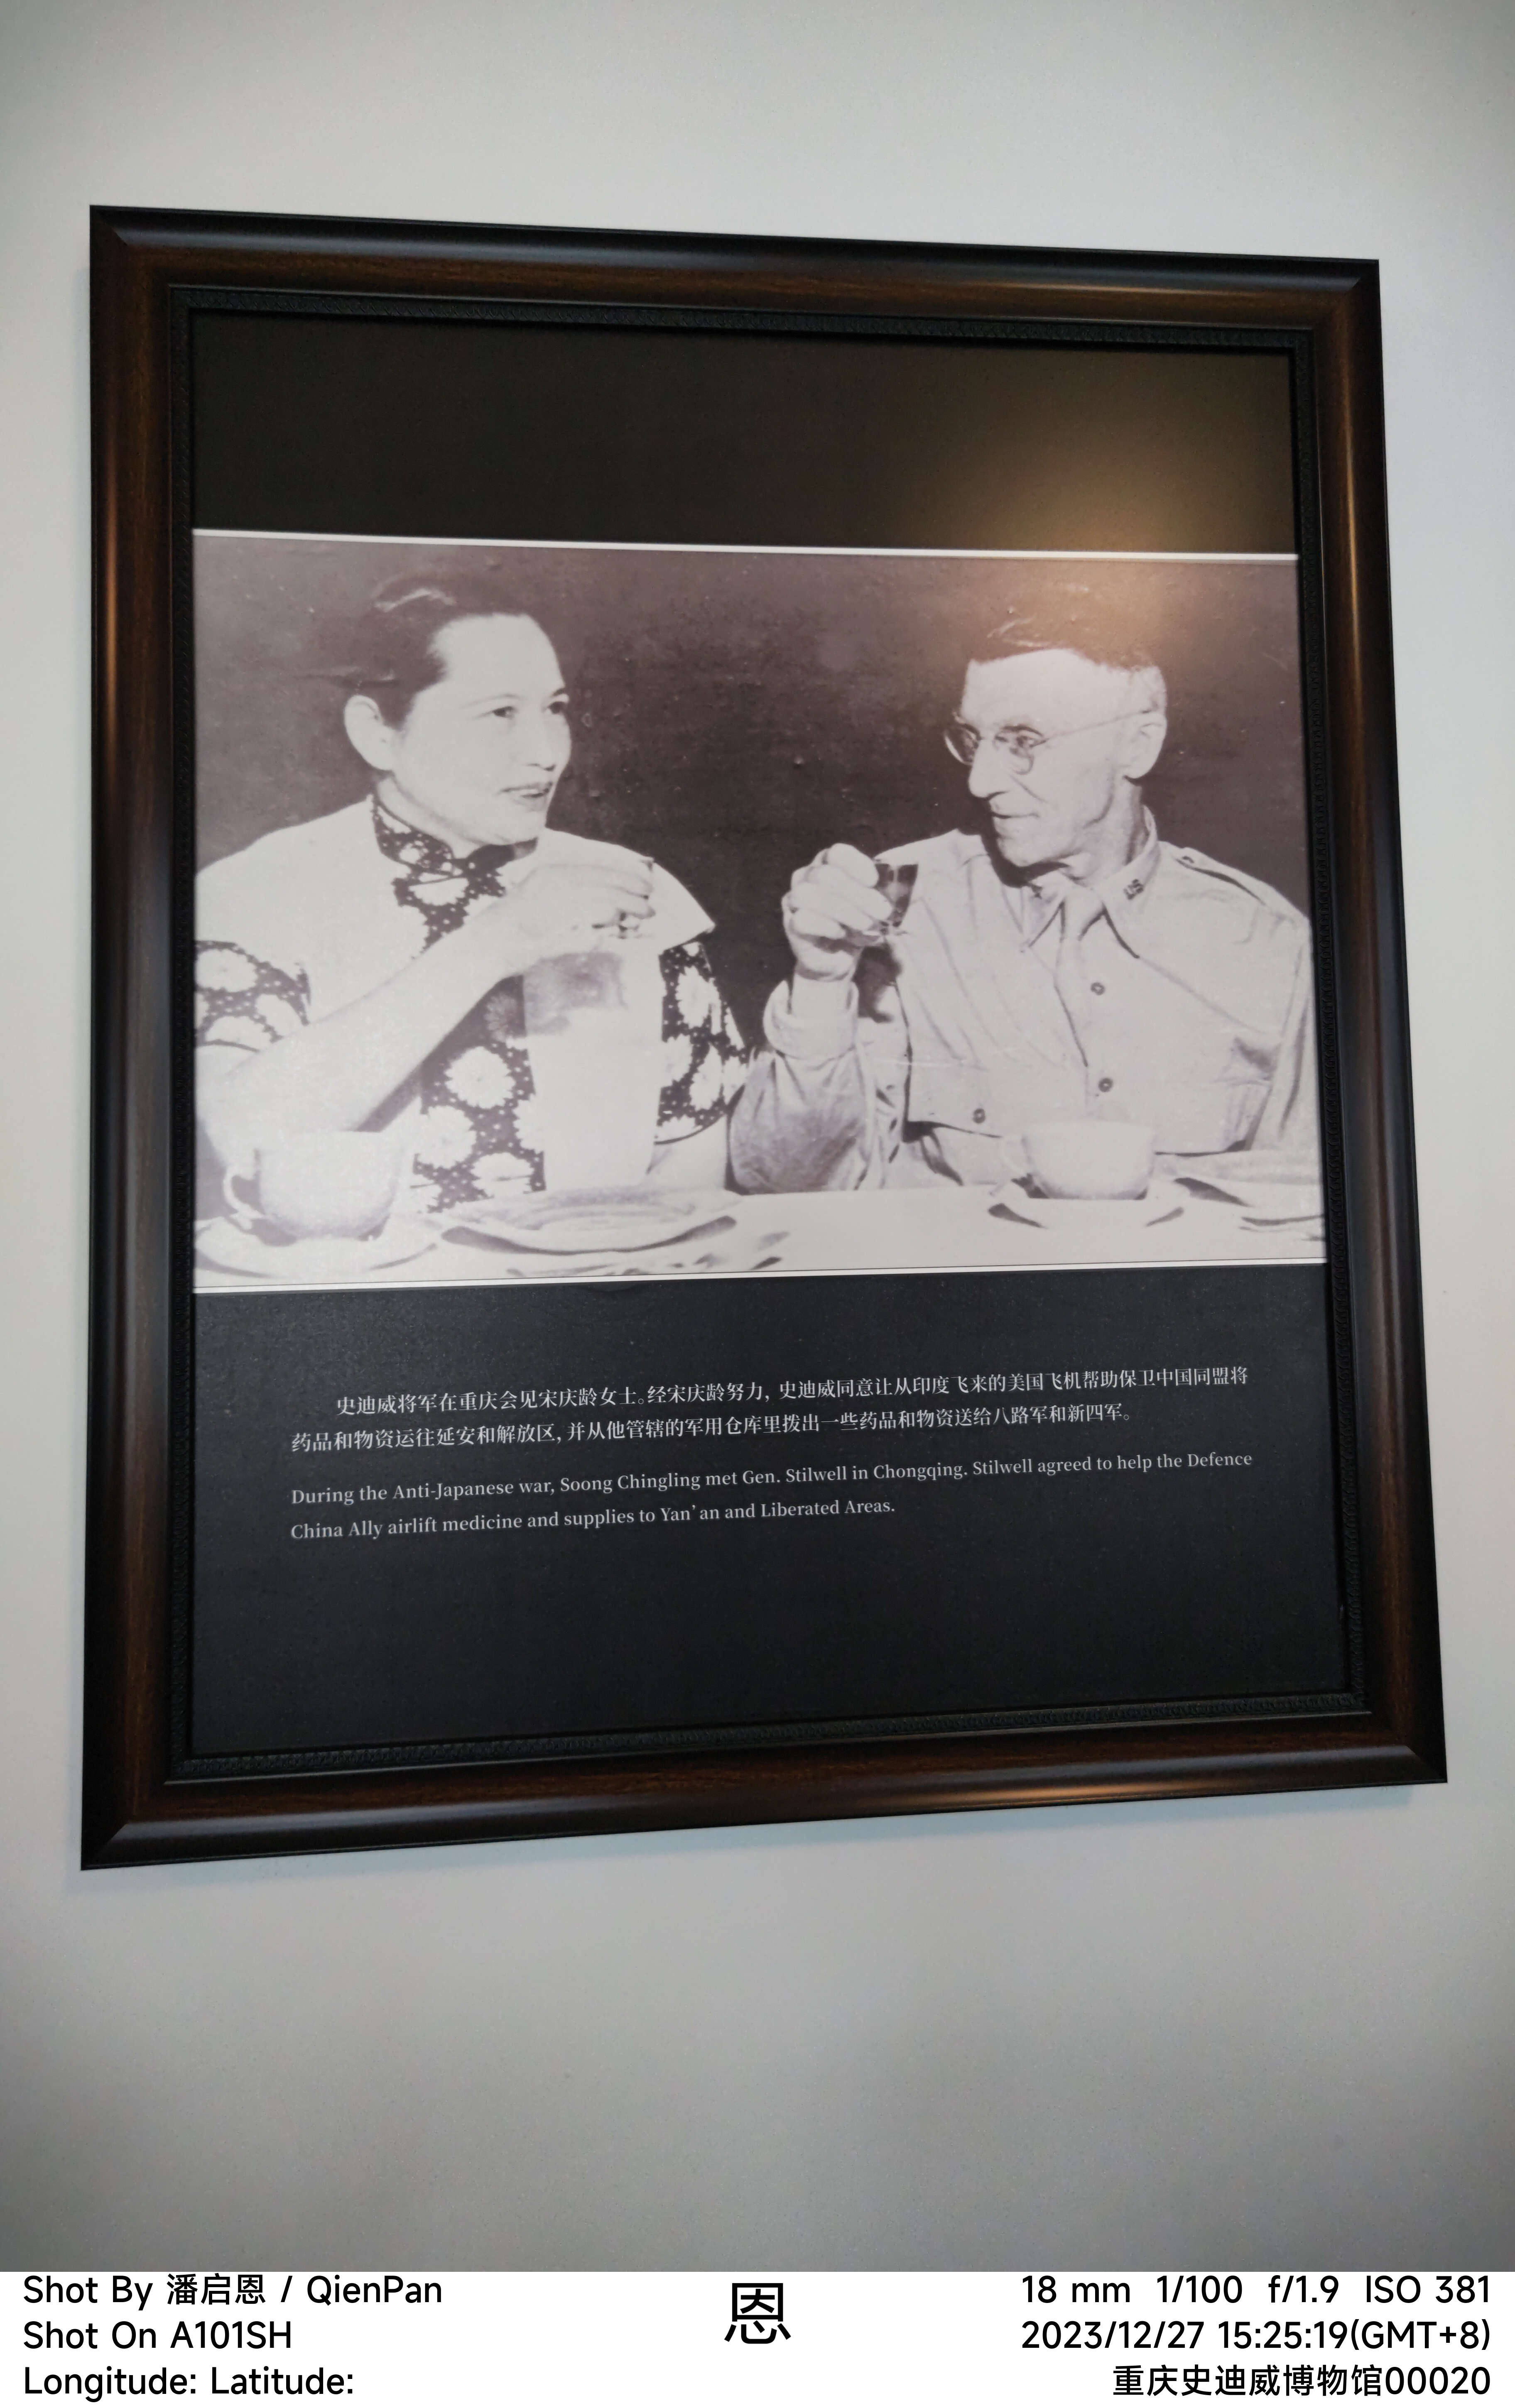 US
史迪威将军在重庆会见宋庆龄女士。经宋庆龄努力, 史迪威同意让从印度飞来的美国飞机帮助保卫中国同盟将
药品和物资运往延安和解放区, 并从他管辖的军用仓库里拨出一些药品和物资送给八路军和新四军。
During the Anti-Japanese war, Soong Chingling met Gen. Stilwell in Chongqing. Stilwell agreed to help the Defence
China Ally airlift medicine and supplies to Yan’an and Liberated Areas.
Shot By 潘启恩 / QienPan
Shot On A101SH
Longitude: Latitude:
恩
18 mm 1/100 f/1.9 ISO 381
2023/12/27 15:25:19(GMT+8)
重庆史迪威博物馆00020